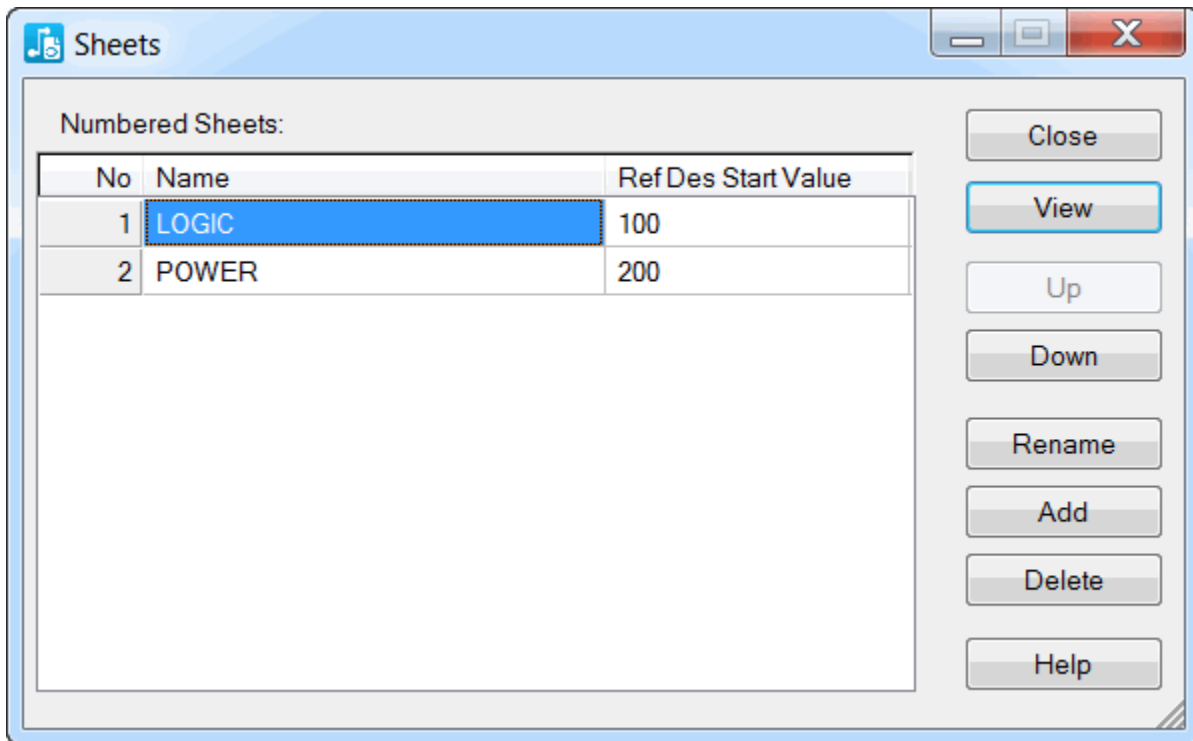 Sheets
Numbered Sheets:
No Name Ref Des Start Value
1 LOGIC 100
2 POWER 200
Close
View
Up
Down
Rename
Add
Delete
Help